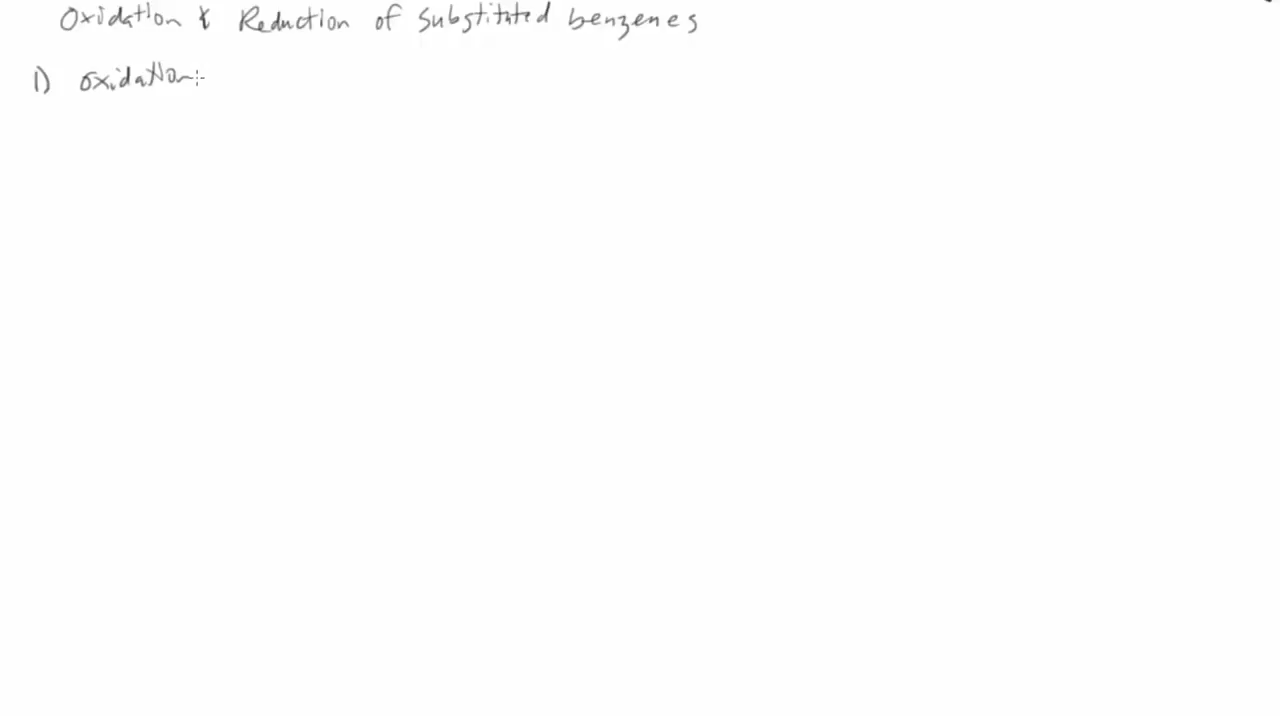 Oxidation & Reduction of substituted benzenes
1) oxidation